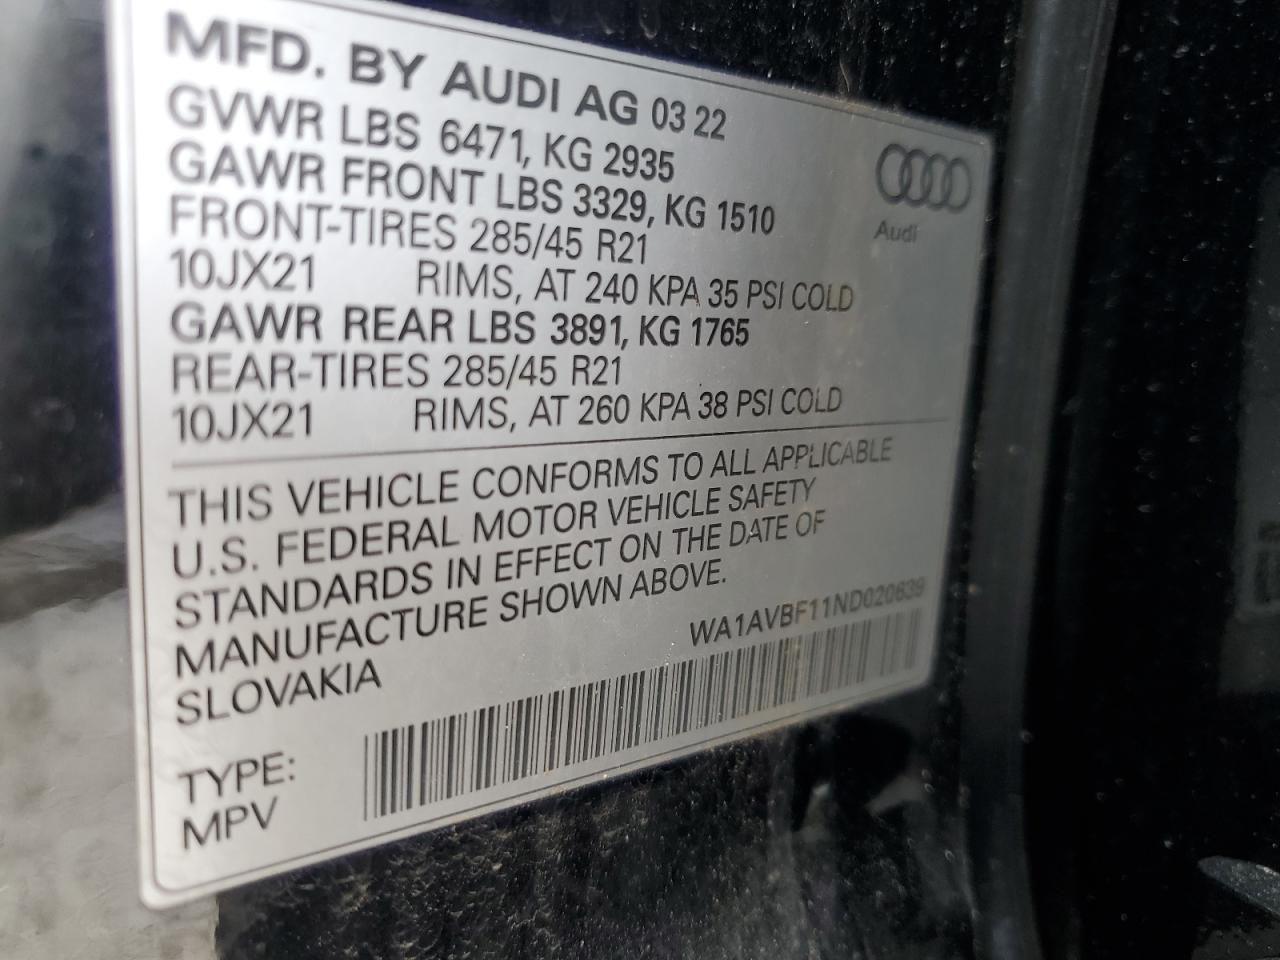 MFD. BY AUDI AG 03 22
GVWR LBS 6471, KG 2935
GAWR FRONT LBS 3329, KG 1510
FRONT-TIRES 285/45 R21
10JX21 RIMS, AT 240 KPA 35 PSI COLD
GAWR REAR LBS 3891, KG 1765
REAR-TIRES 285/45 R21
10JX21 RIMS, AT 260 KPA 38 PSI COLD
Audi
THIS VEHICLE CONFORMS TO ALL APPLICABLE
U.S. FEDERAL MOTOR VEHICLE SAFETY
STANDARDS IN EFFECT ON THE DATE OF
MANUFACTURE SHOWN ABOVE.
SLOVAKIA
WA1AVBF11ND020639
TYPE:
MPV